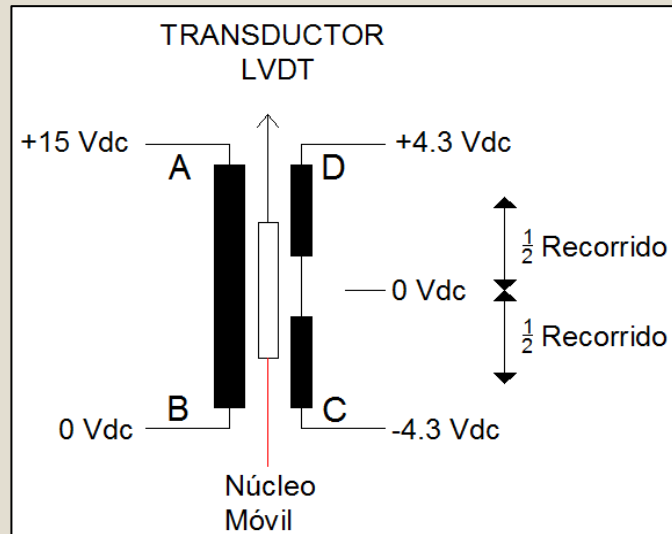 TRANSDUCTOR
LVDT
+15 Vdc
A
D
+4.3 Vdc
½ Recorrido
0 Vdc
½ Recorrido
B
C
0 Vdc
-4.3 Vdc
Núcleo
Móvil